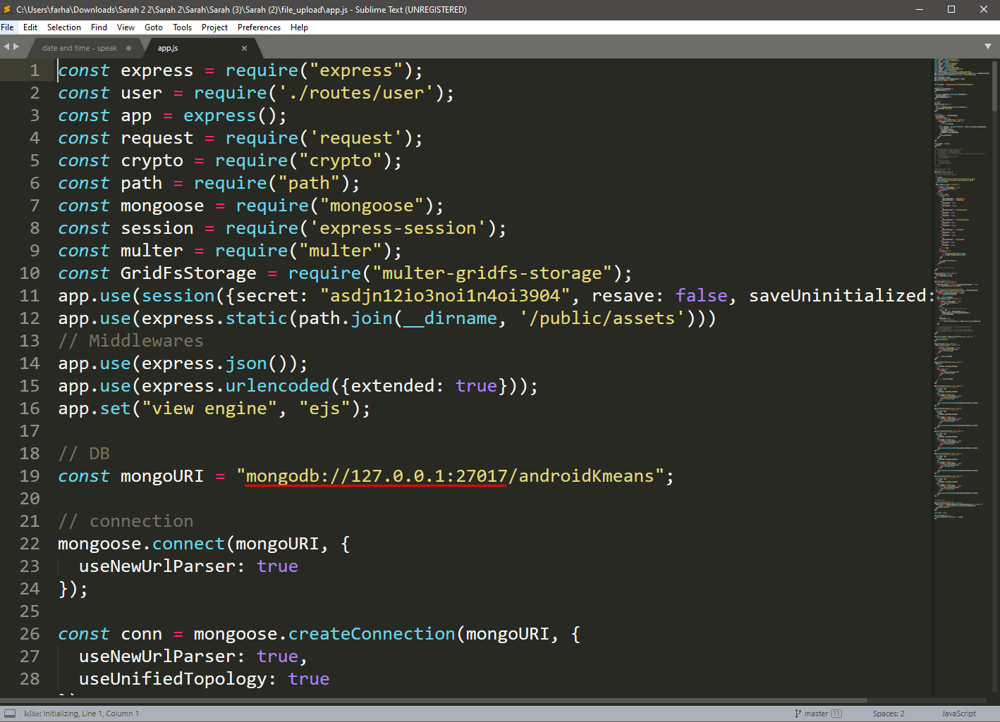 C:\Users\farha\Downloads\Sarah 2 2\Sarah 2\Sarah\Sarah (3)\Sarah (2)\file_upload\app.js - Sublime Text (UNREGISTERED)
File Edit Selection Find View Goto Tools Project Preferences Help
date and time - speak app.js
1 const express = require("express");
2 const user = require('./routes/user');
3 const app = express();
4 const request = require('request');
5 const crypto = require("crypto");
6 const path = require("path");
7 const mongoose = require("mongoose");
8 const session = require('express-session');
9 const multer = require("multer");
10 const GridFsStorage = require("multer-gridfs-storage");
11 app.use(session({secret: "asdjn12io3noi1n4oi3904", resave: false, saveUninitialized:
12 app.use(express.static(path.join(__dirname, '/public/assets')))
13 // Middlewares
14 app.use(express.json());
15 app.use(express.urlencoded({extended: true}));
16 app.set("view engine", "ejs");
17
18 // DB
19 const mongoURI = "mongodb://127.0.0.1:27017/androidKmeans";
20
21 // connection
22 mongoose.connect(mongoURI, {
23 useNewUrlParser: true
24 });
25
26 const conn = mongoose.createConnection(mongoURI, {
27 useNewUrlParser: true,
28 useUnifiedTopology: true
kite: Initializing, Line 1, Column 1 master 11 Spaces: 2 JavaScript